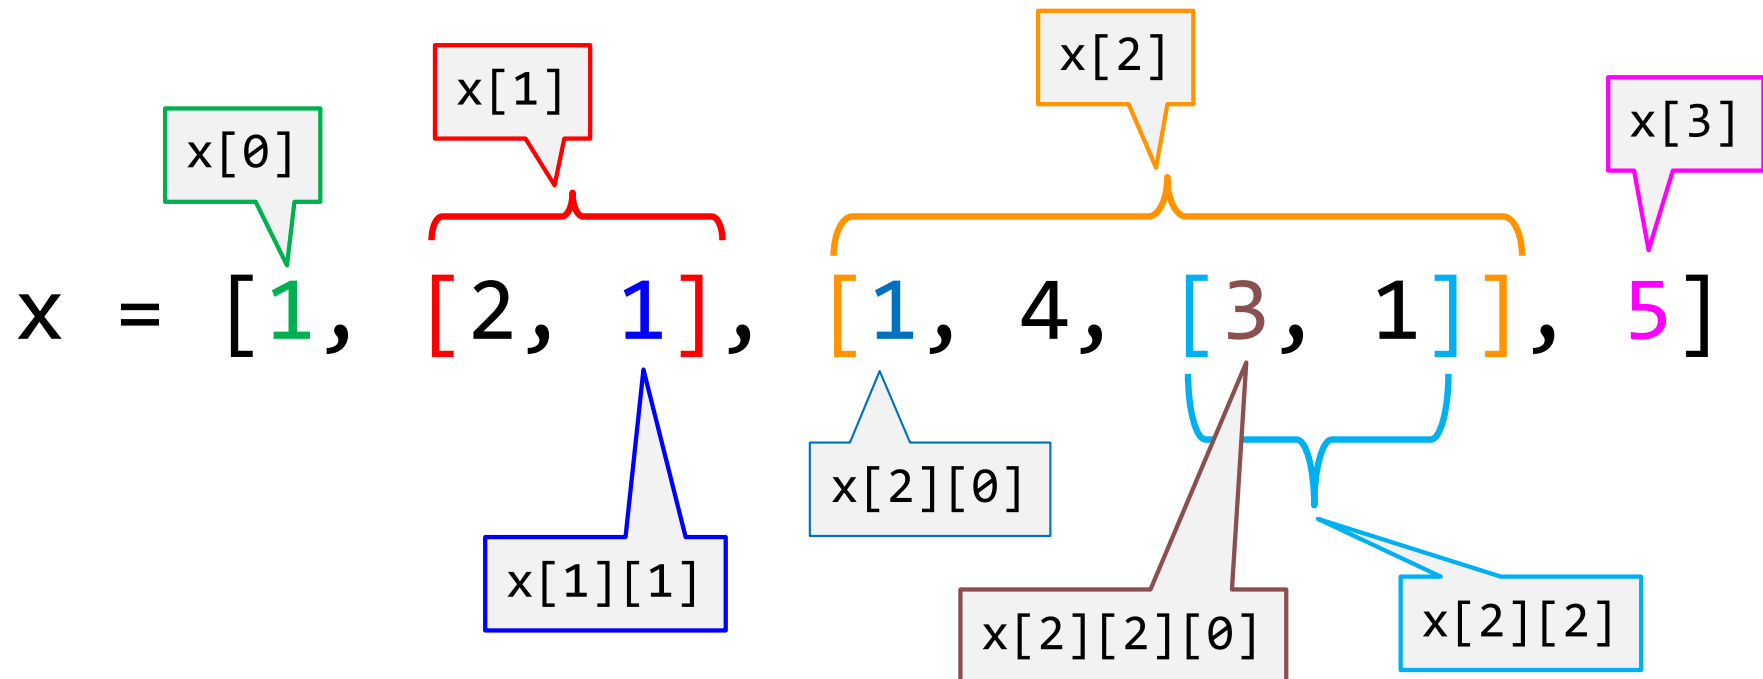 x[2]
x[1]
x[3]
x[0]
x = [1, [2, 1], [1, 4, [3, 1]], 5]
x[2][0]
x[1][1]
x[2][2]
x[2][2][0]